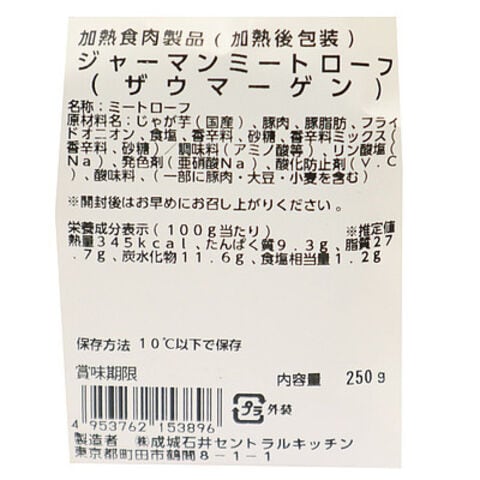 加熱食肉製品(加熱後包装)
ジャーマンミートローフ
(ザウマーゲン)
名称:ミートローフ
原材料名:じゃが芋(国産)、豚肉、豚脂肪、フライ
ドオニオン、食塩、香辛料、砂糖、香辛料ミックス(
香辛料、砂糖)/調味料(アミノ酸等)、リン酸塩(
Na)、発色剤(亜硝酸Na)、酸化防止剤(V.C
)、酸味料、(一部に豚肉・大豆・小麦を含む)
※開封後はお早めにお召し上がりください。
栄養成分表示(100g当たり) ※推定値
熱量345kcal、たんぱく質9.3g、脂質27
.7g、炭水化物11.6g、食塩相当量1.2g
保存方法 10℃以下で保存
賞味期限
内容量 250g
プラ 外装
4 953762 153896
製造者 ㈱成城石井セントラルキッチン
東京都町田市鶴間8-1-1